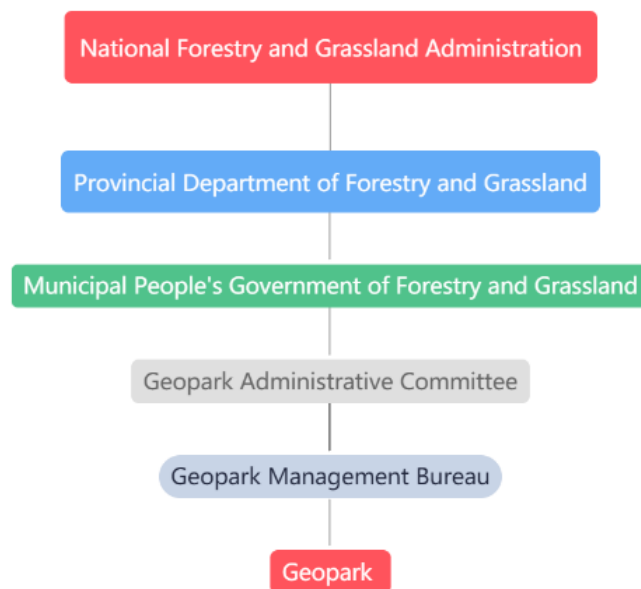 National Forestry and Grassland Administration
Provincial Department of Forestry and Grassland
Municipal People's Government of Forestry and Grassland
Geopark Administrative Committee
Geopark Management Bureau
Geopark